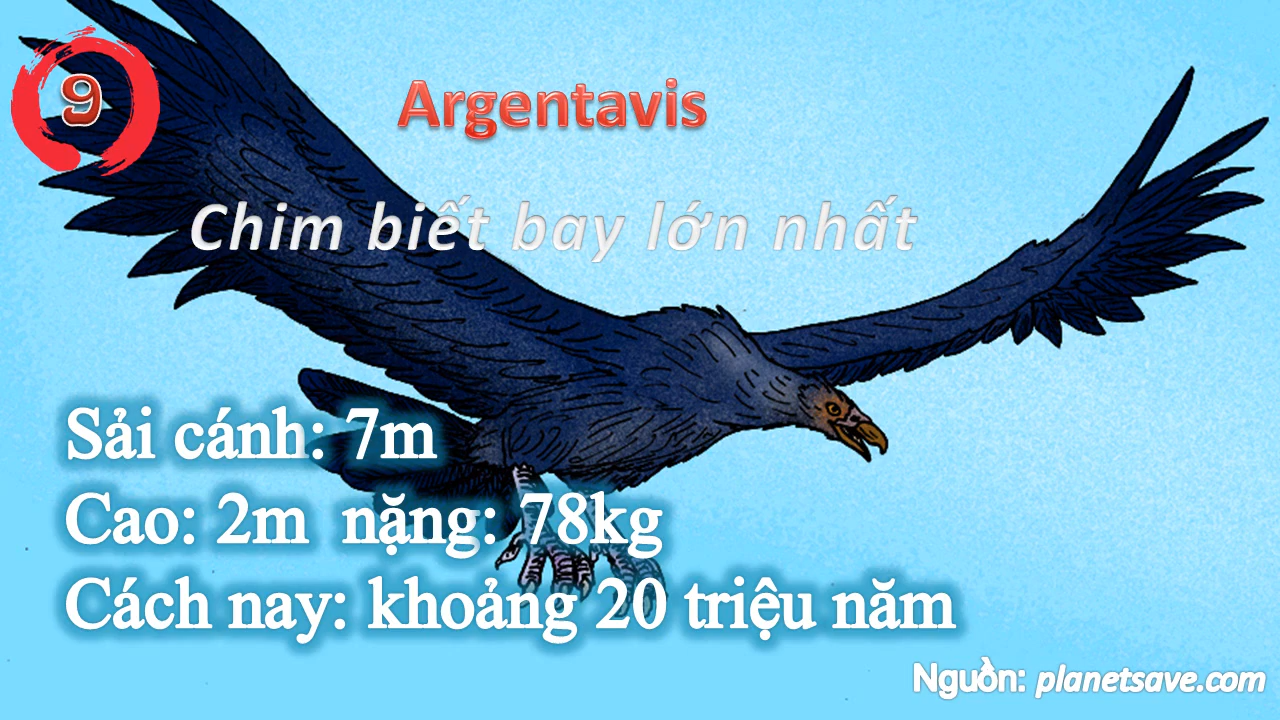 9
Argentavis
Chim biết bay lớn nhất
Sải cánh: 7m
Cao: 2m nặng: 78kg
Cách nay: khoảng 20 triệu năm
Nguồn: planetsave.com